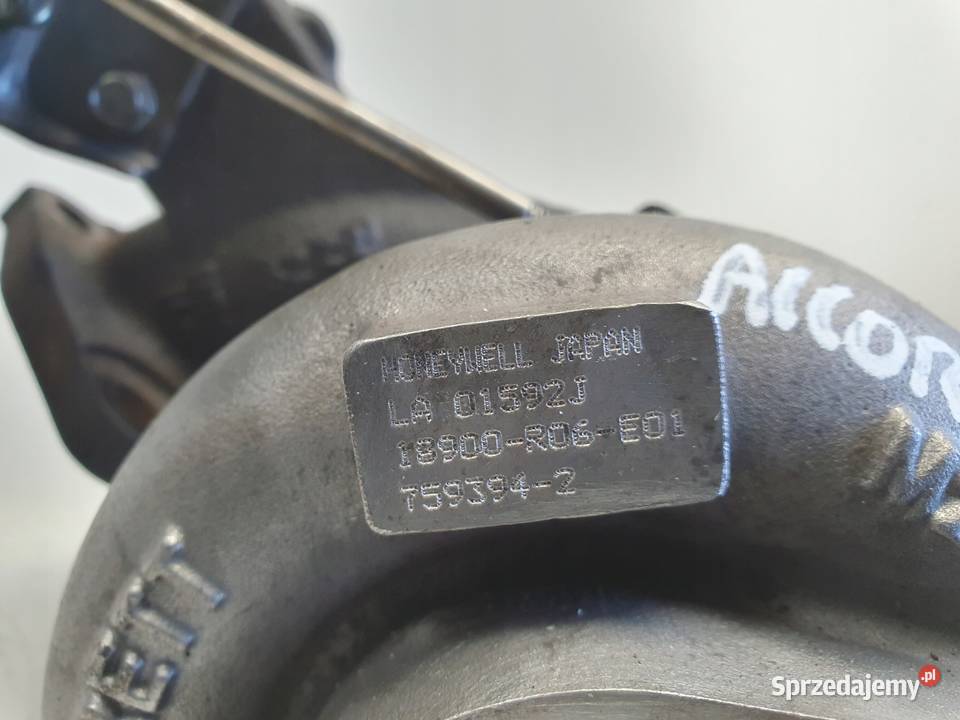 HONEYWELL JAPAN
LA 01592J
18900-R06-E01
759394-2
Sprzedajemy.pl